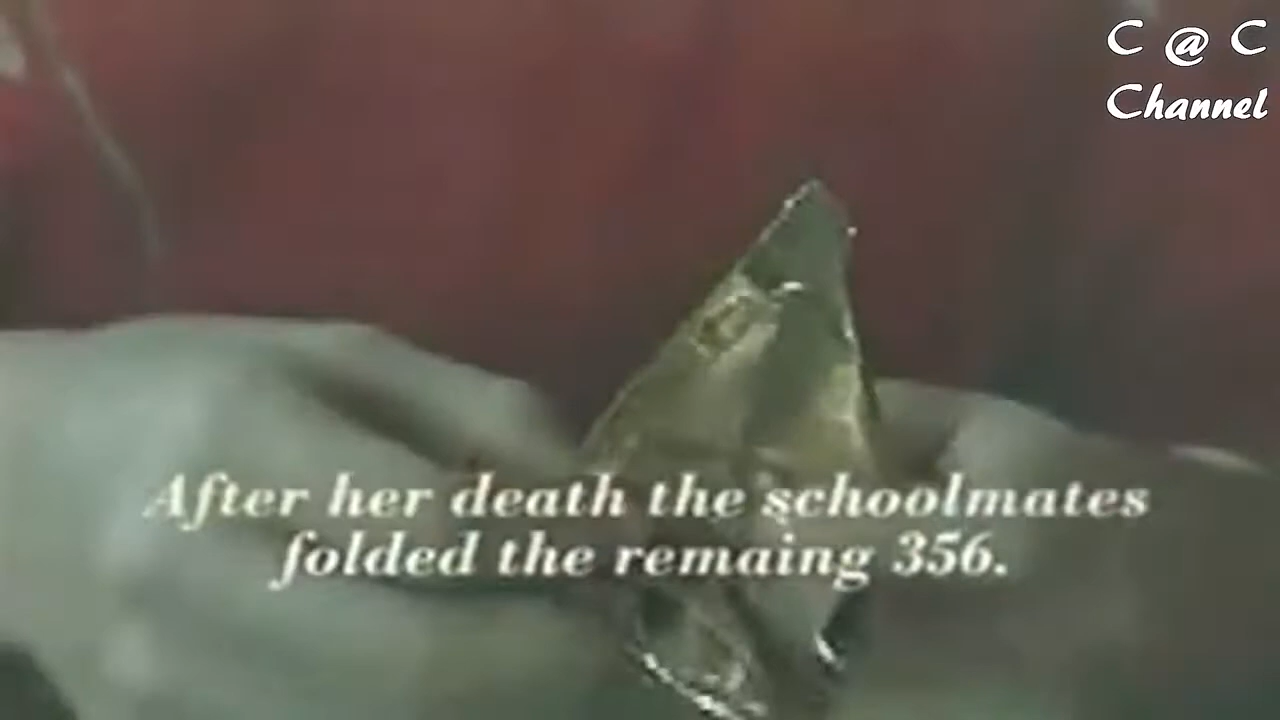 C @ C
Channel
After her death the schoolmates
folded the remaing 356.